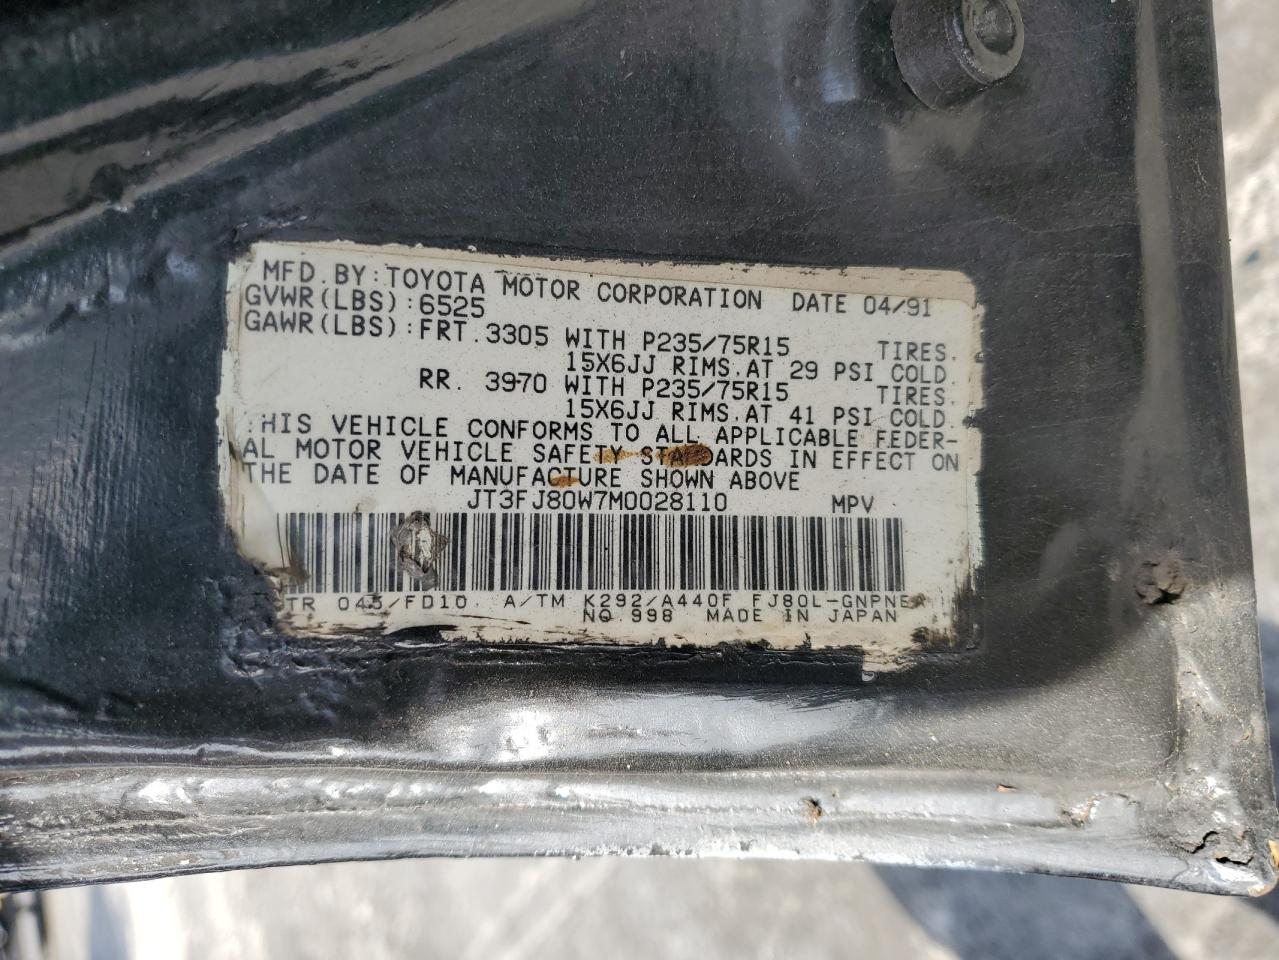 MFD. BY: TOYOTA MOTOR CORPORATION DATE 04/91
GVWR(LBS): 6525
GAWR(LBS): FRT. 3305 WITH P235/75R15 TIRES.
15X6JJ RIMS. AT 29 PSI COLD.
RR. 3970 WITH P235/75R15 TIRES.
15X6JJ RIMS. AT 41 PSI COLD.
HIS VEHICLE CONFORMS TO ALL APPLICABLE FEDER-
AL MOTOR VEHICLE SAFETY STANDARDS IN EFFECT ON
THE DATE OF MANUFACTURE SHOWN ABOVE
JT3FJ80W7M0028110 MPV
TR 045/FD10 A/TM K292/A440F FJ80L-GNPNEA
NO. 998 MADE IN JAPAN